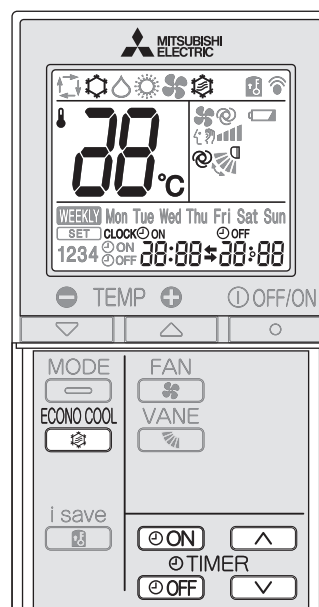 MITSUBISHI
ELECTRIC
88°C
WEEKLY Mon Tue Wed Thu Fri Sat Sun
SET CLOCK ON OFF
1234 ON OFF 88:88 88:88
TEMP OFF/ON
MODE FAN
ECONO COOL VANE
i save
ON
TIMER
OFF